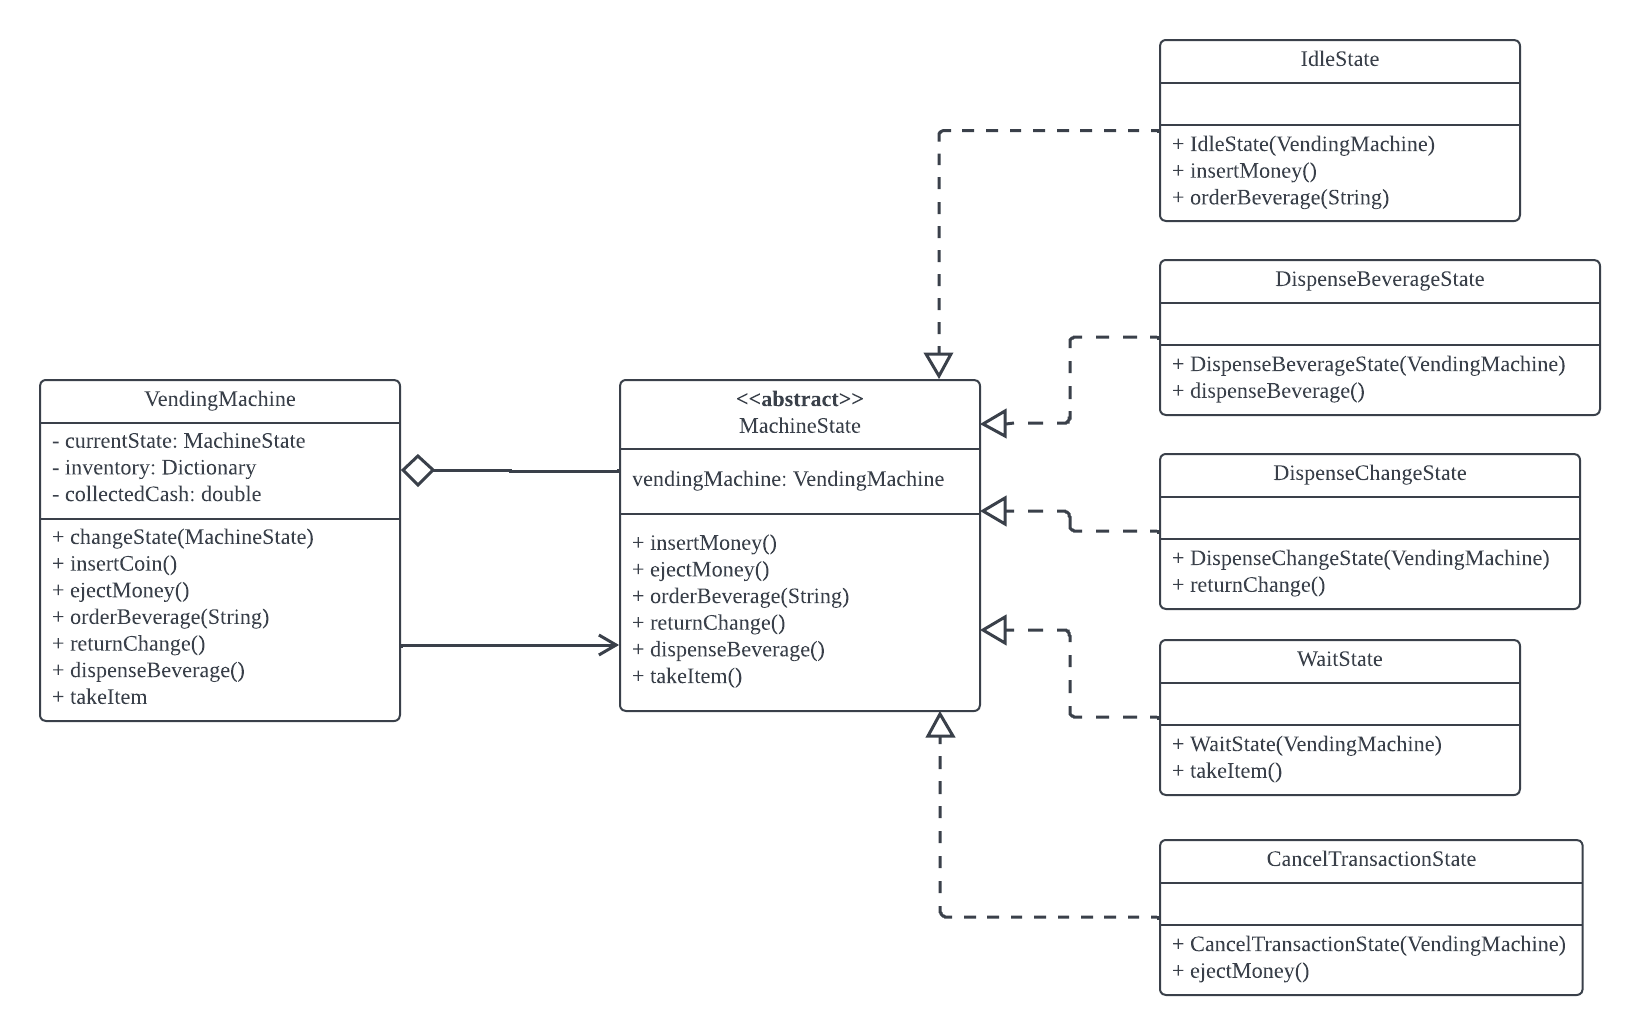 VendingMachine
- currentState: MachineState
- inventory: Dictionary
- collectedCash: double
+ changeState(MachineState)
+ insertCoin()
+ ejectMoney()
+ orderBeverage(String)
+ returnChange()
+ dispenseBeverage()
+ takeItem
<<abstract>>
MachineState
vendingMachine: VendingMachine
+ insertMoney()
+ ejectMoney()
+ orderBeverage(String)
+ returnChange()
+ dispenseBeverage()
+ takeItem()
IdleState
+ IdleState(VendingMachine)
+ insertMoney()
+ orderBeverage(String)
DispenseBeverageState
+ DispenseBeverageState(VendingMachine)
+ dispenseBeverage()
DispenseChangeState
+ DispenseChangeState(VendingMachine)
+ returnChange()
WaitState
+ WaitState(VendingMachine)
+ takeItem()
CancelTransactionState
+ CancelTransactionState(VendingMachine)
+ ejectMoney()